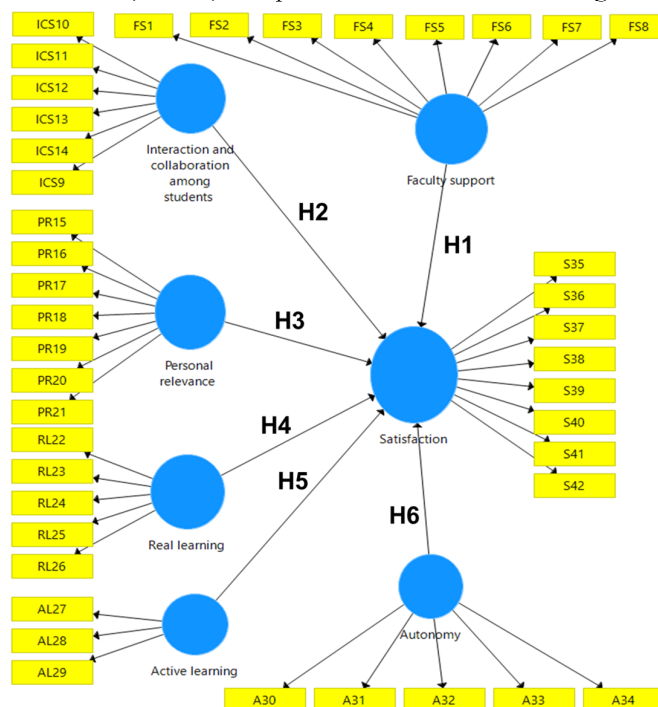 ICS10
ICS11
ICS12
ICS13
ICS14
ICS9
FS1
FS2
FS3
FS4
FS5
FS6
FS7
FS8
Interaction and
collaboration
among
students
Faculty support
H2
H1
PR15
PR16
PR17
PR18
PR19
PR20
PR21
Personal
relevance
H3
S35
S36
S37
S38
S39
S40
S41
S42
Satisfaction
RL22
RL23
RL24
RL25
RL26
Real learning
H4
H5
H6
AL27
AL28
AL29
Active learning
Autonomy
A30
A31
A32
A33
A34